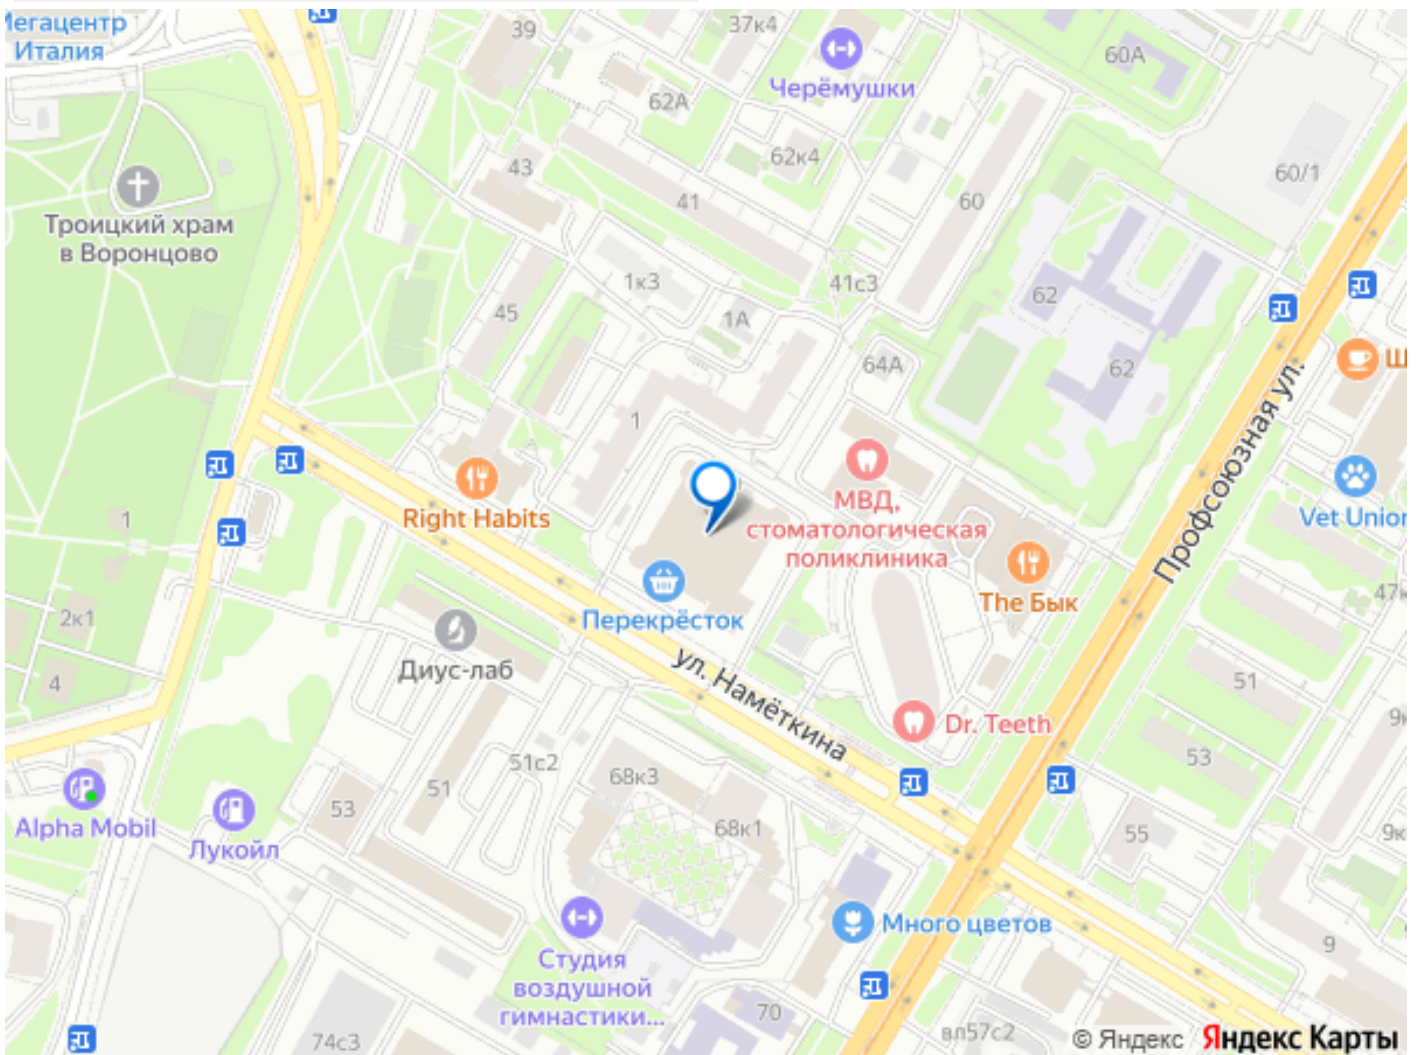 Мегацентр
Италия
39
37к4
Черёмушки
60А
62А
62к4
43
41
60
60/1
Троицкий храм
в Воронцово
1к3
41с3
62
45
1А
64А
62
Ш
1
Профсоюзная ул.
Right Habits
МВД,
стоматологическая
поликлиника
Vet Union
1
The Бык
Перекрёсток
47к
2к1
Диус-лаб
ул. Намёткина
4
51
Dr. Teeth
9к
53
51с2
68к3
51
53
Alpha Mobil
Лукойл
68к1
55
9к
Много цветов
9
Студия
воздушной
гимнастики...
70
74с3
вл57с2
© Яндекс Яндекс Карты